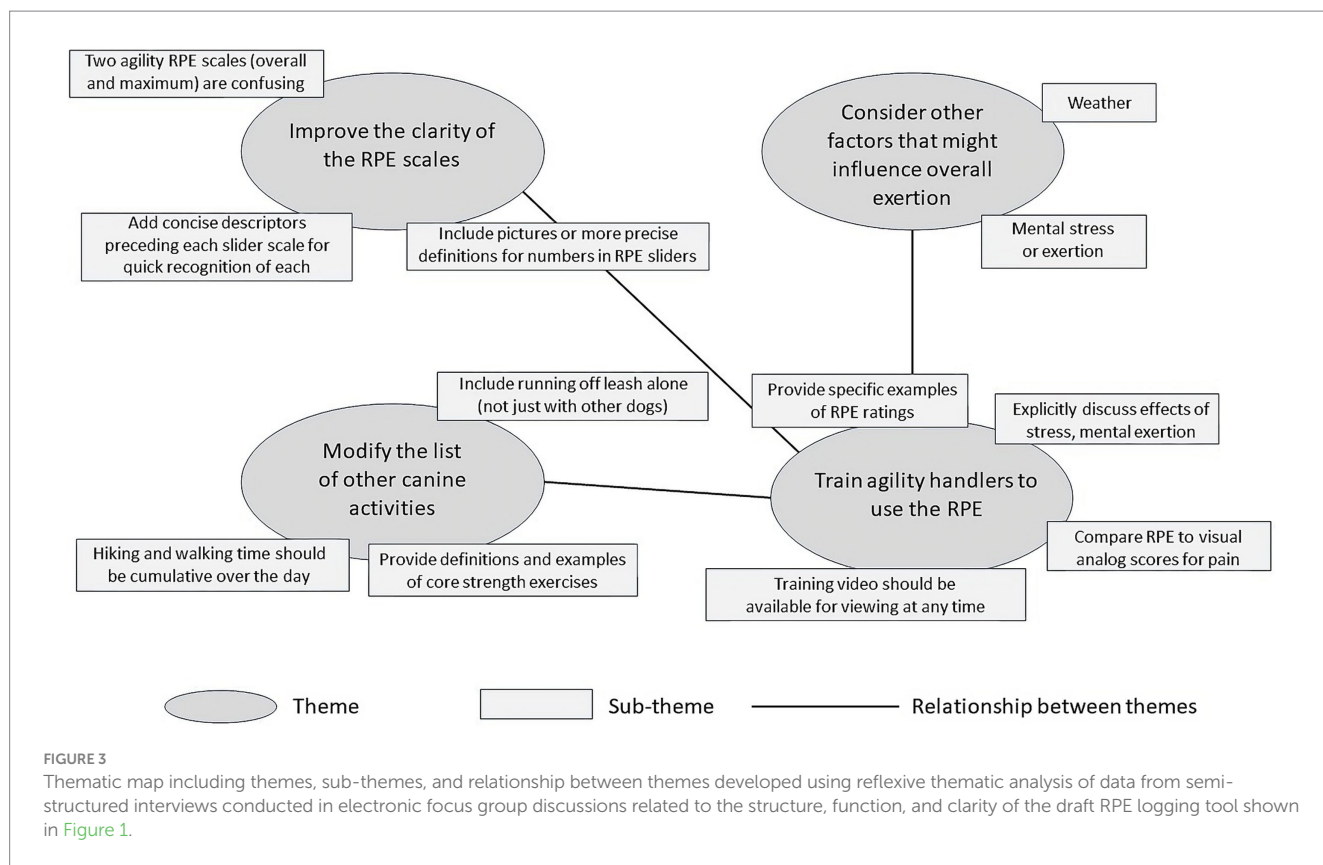 Two agility RPE scales (overall
and maximum) are confusing
Improve the clarity of
the RPE scales
Add concise descriptors
preceding each slider scale for
quick recognition of each
Include pictures or more precise
definitions for numbers in RPE sliders
Consider other
factors that might
influence overall
exertion
Weather
Mental stress
or exertion
Include running off leash alone
(not just with other dogs)
Modify the list
of other canine
activities
Hiking and walking time should
be cumulative over the day
Provide definitions and examples
of core strength exercises
Provide specific examples
of RPE ratings
Explicitly discuss effects of
stress, mental exertion
Train agility handlers to
use the RPE
Compare RPE to visual
analog scores for pain
Training video should be
available for viewing at any time
Theme
Sub-theme
Relationship between themes
FIGURE 3
Thematic map including themes, sub-themes, and relationship between themes developed using reflexive thematic analysis of data from semi-
structured interviews conducted in electronic focus group discussions related to the structure, function, and clarity of the draft RPE logging tool shown
in Figure 1.